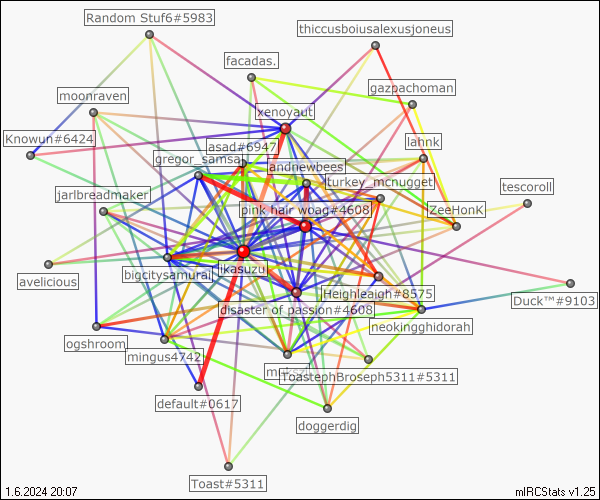 Random Stuf6#5983
thiccusboiusalexusjoneus
facadas.
gazpachoman
moonraven
xenoyaut
Knowun#6424
lahnk
asad#6947
gregor_samsa
andnewbees
turkey_mcnugget
tescoroll
jarlbreadmaker
pink hair woag#4608
ZeeHonK
bigcitysamurai
ikasuzu
avelicious
Heighleaigh#8575
Duck™#9103
disaster of passion#4608
neokingghidorah
ogshroom
mingus4742
ToastephBroseph5311#5311
default#0617
doggerdig
Toast#5311
1.6.2024 20:07
mIRCStats v1.25